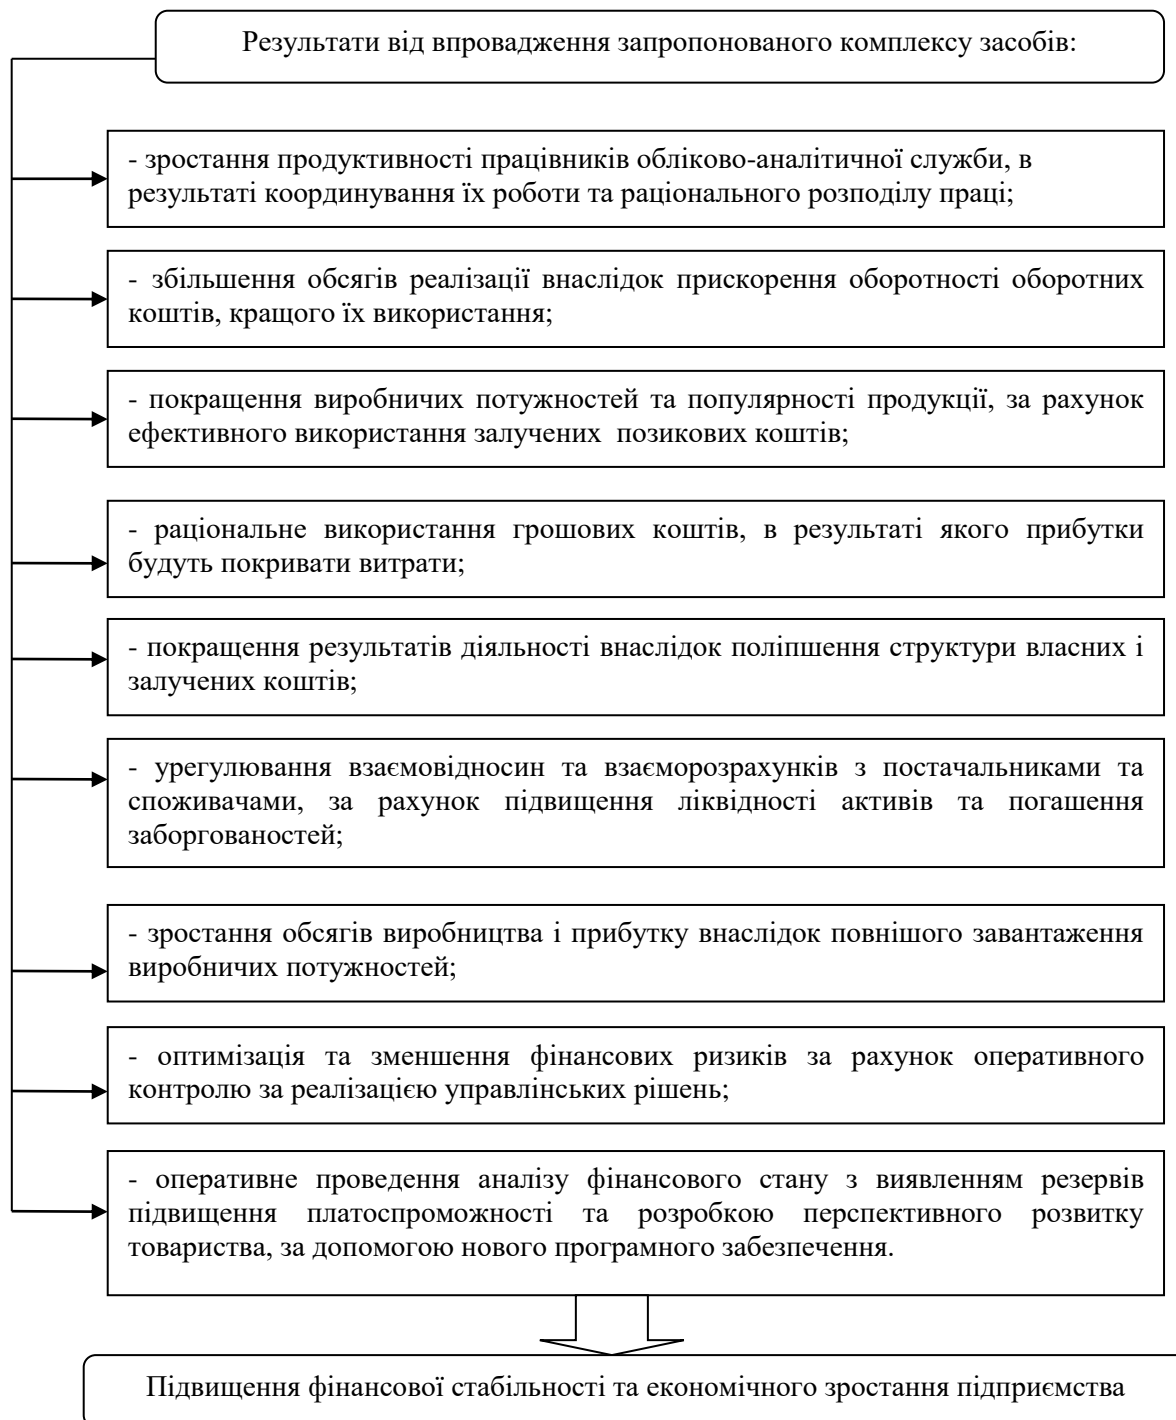 Результати від впровадження запропонованого комплексу засобів:
- зростання продуктивності працівників обліково-аналітичної служби, в
результаті координування їх роботи та раціонального розподілу праці;
- збільшення обсягів реалізації внаслідок прискорення оборотності оборотних
коштів, кращого їх використання;
- покращення виробничих потужностей та популярності продукції, за рахунок
ефективного використання залучених позикових коштів;
- раціональне використання грошових коштів, в результаті якого прибутки
будуть покривати витрати;
- покращення результатів діяльності внаслідок поліпшення структури власних і
залучених коштів;
- урегулювання взаємовідносин та взаєморозрахунків з постачальниками та
споживачами, за рахунок підвищення ліквідності активів та погашення
заборгованостей;
- зростання обсягів виробництва і прибутку внаслідок повнішого завантаження
виробничих потужностей;
- оптимізація та зменшення фінансових ризиків за рахунок оперативного
контролю за реалізацією управлінських рішень;
- оперативне проведення аналізу фінансового стану з виявленням резервів
підвищення платоспроможності та розробкою перспективного розвитку
товариства, за допомогою нового програмного забезпечення.
Підвищення фінансової стабільності та економічного зростання підприємства